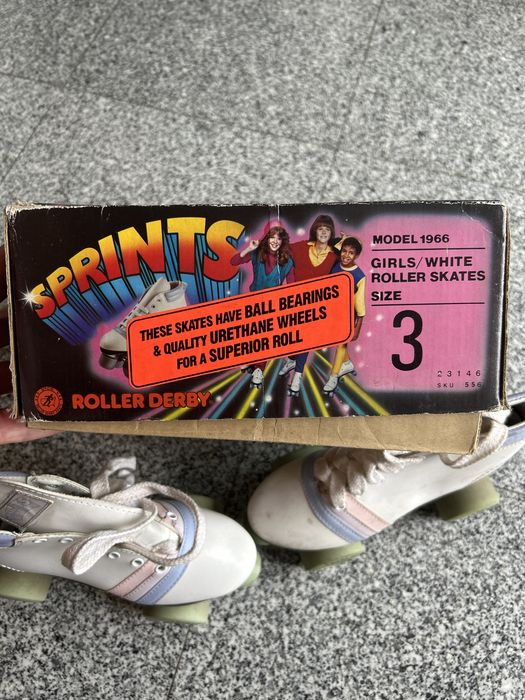 SPRINTS
THESE SKATES HAVE BALL BEARINGS
& QUALITY URETHANE WHEELS
FOR A SUPERIOR ROLL
ROLLER DERBY
MODEL 1966
GIRLS/WHITE
ROLLER SKATES
SIZE
3
23146
SKU 556